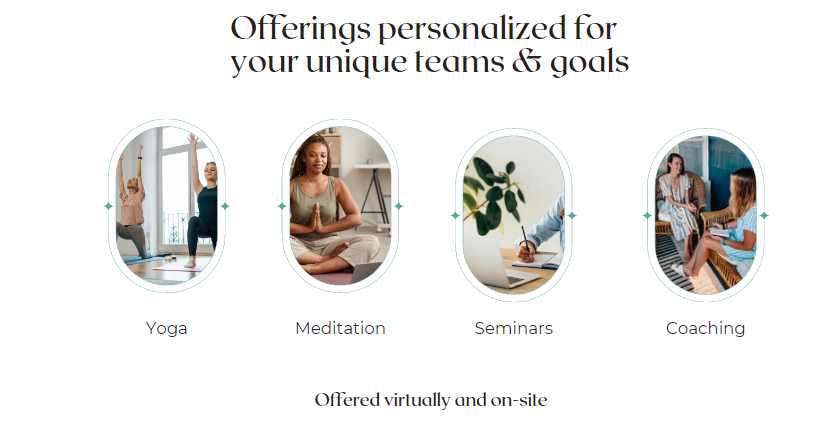 Offerings personalized for
your unique teams & goals
Yoga
Meditation
Seminars
Coaching
Offered virtually and on-site